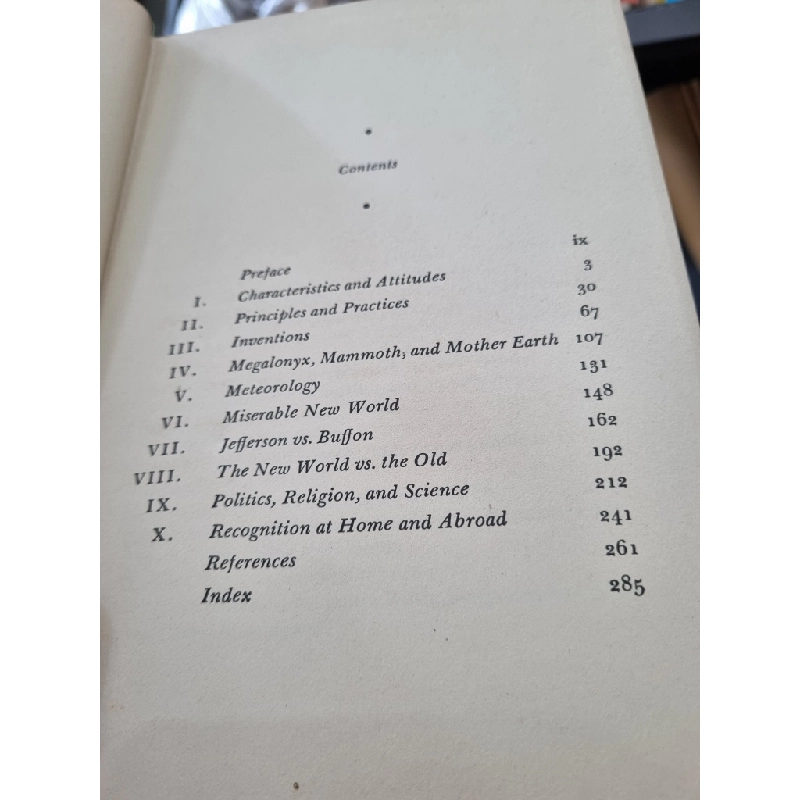 Contents
Preface ix
I. Characteristics and Attitudes 3
II. Principles and Practices 30
III. Inventions 67
IV. Megalonyx, Mammoth, and Mother Earth 107
V. Meteorology 131
VI. Miserable New World 148
VII. Jefferson vs. Buffon 162
VIII. The New World vs. the Old 192
IX. Politics, Religion, and Science 212
X. Recognition at Home and Abroad 241
References 261
Index 285